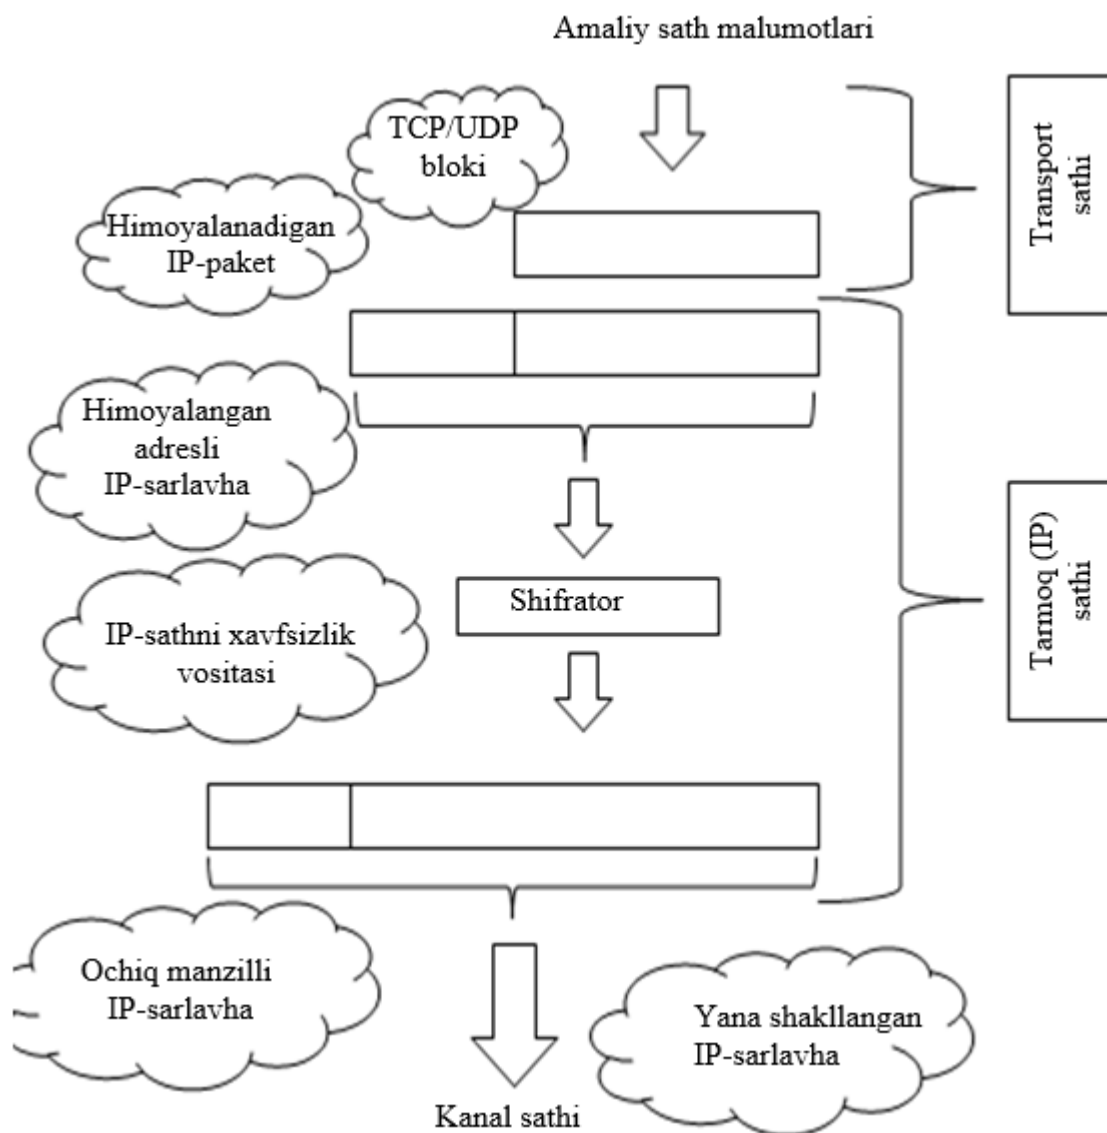 Amaliy sath malumotlari
TCP/UDP
bloki
Transport
sathi
Himoyalanadigan
IP-paket
Himoyalangan
adresli
IP-sarlavha
Shifrator
Tarmoq (IP)
sathi
IP-sathni xavfsizlik
vositasi
Ochiq manzilli
IP-sarlavha
Yana shakllangan
IP-sarlavha
Kanal sathi